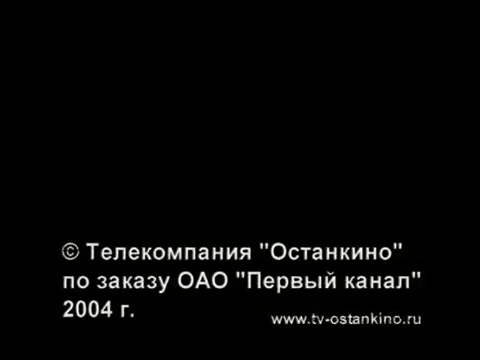 © Телекомпания "Останкино"
по заказу ОАО "Первый канал"
2004 г.
www.tv-ostankino.ru